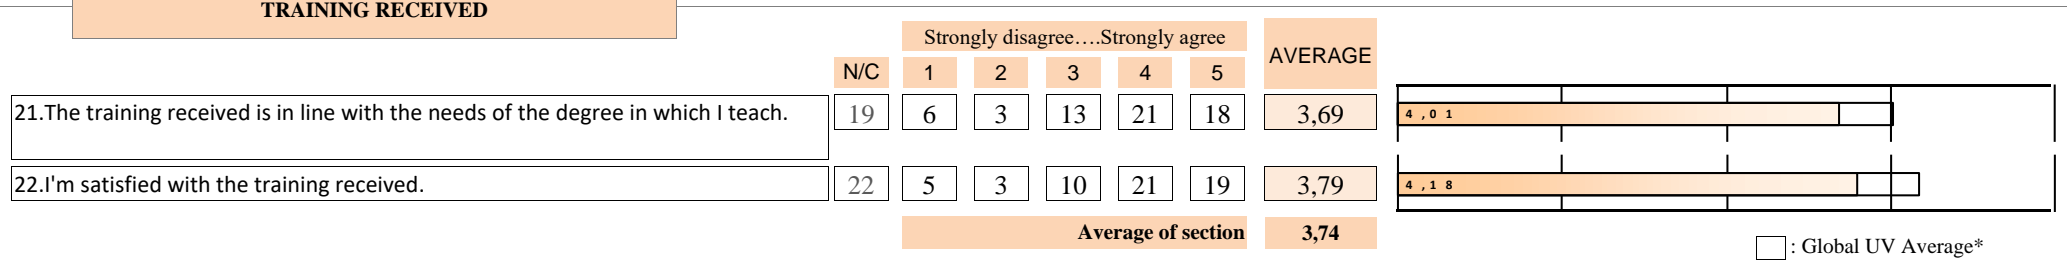 TRAINING RECEIVED
Strongly disagree….Strongly agree
AVERAGE
N/C 1 2 3 4 5
21.The training received is in line with the needs of the degree in which I teach. 19 6 3 13 21 18 3,69 4,01
22.I'm satisfied with the training received. 22 5 3 10 21 19 3,79 4,18
Average of section 3,74
: Global UV Average*